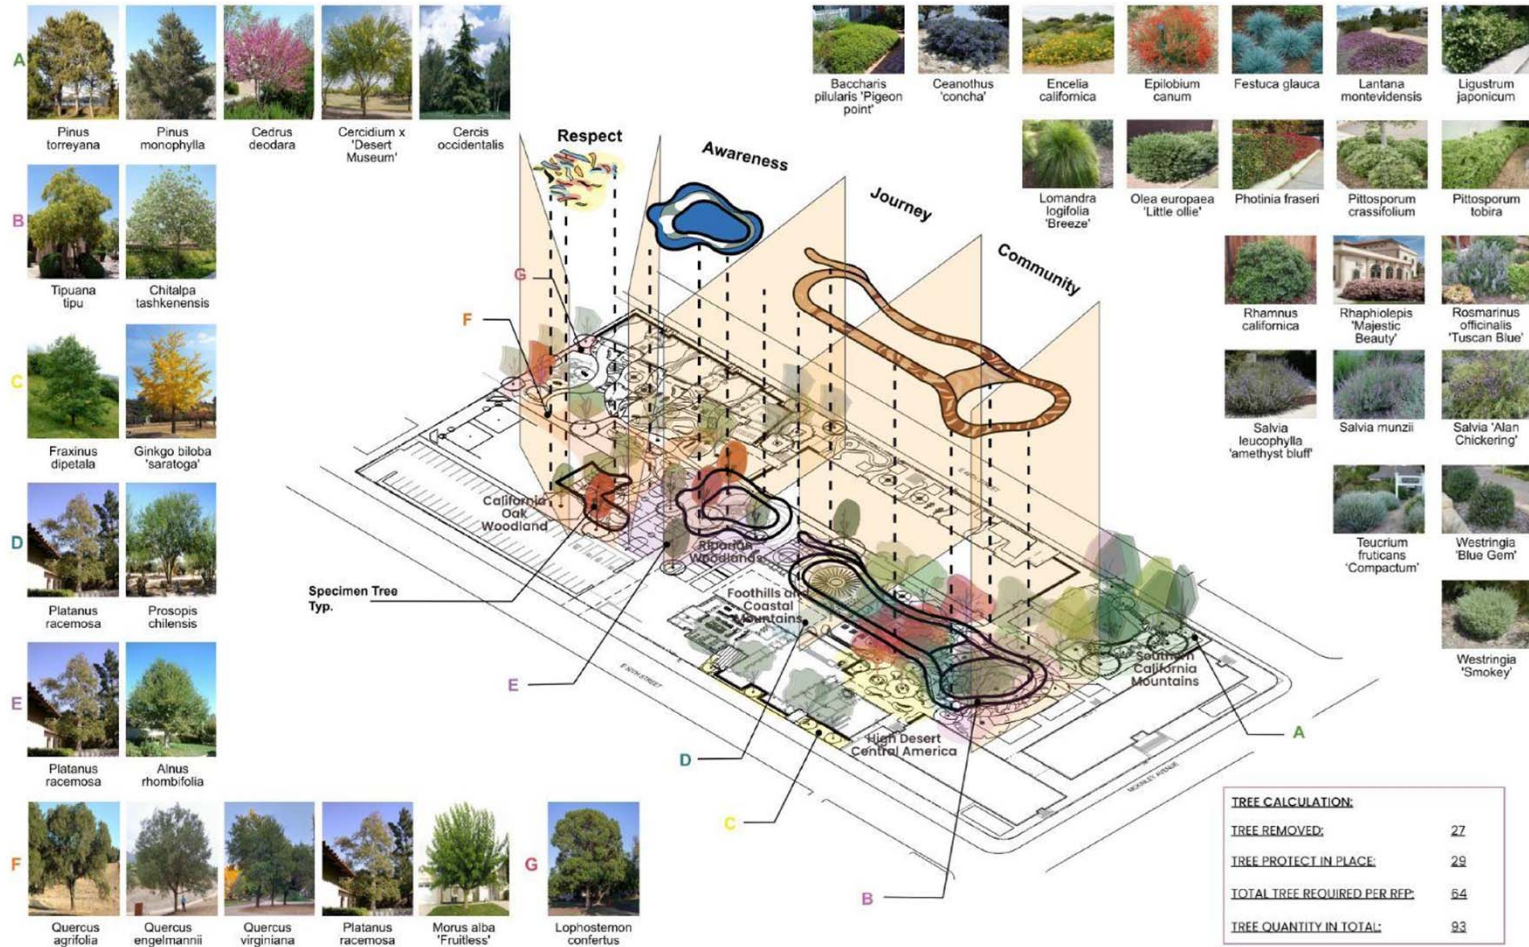 A
Pinus
torreyana
Pinus
monophylla
Cedrus
deodara
Cercidium x
'Desert
Museum'
Cercis
occidentalis
B
Tipuana
tipu
Chitalpa
tashkenensis
C
Fraxinus
dipetala
Ginkgo biloba
'saratoga'
D
Platanus
racemosa
Prosopis
chilensis
E
Platanus
racemosa
Alnus
rhombifolia
F
Quercus
agrifolia
Quercus
engelmannii
Quercus
virginiana
Platanus
racemosa
Morus alba
'Fruitless'
G
Lophostemon
confertus
Respect
Awareness
Journey
Community
G
F
California
Oak
Woodland
Riparian
Woodlands
Specimen Tree
Typ.
Foothills and
Coastal
Mountains
Southern
California
Mountains
High Desert
Central America
E 50TH STREET
MCKINLEY AVENUE
E
D
C
B
A
Baccharis
pilularis 'Pigeon
point'
Ceanothus
'concha'
Encelia
californica
Epilobium
canum
Festuca glauca
Lantana
montevidensis
Ligustrum
japonicum
Lomandra
logifolia
'Breeze'
Olea europaea
'Little ollie'
Photinia fraseri
Pittosporum
crassifolium
Pittosporum
tobira
Rhamnus
californica
Rhaphiolepis
'Majestic
Beauty'
Rosmarinus
officinalis
'Tuscan Blue'
Salvia
leucophylla
'amethyst bluff'
Salvia munzii
Salvia 'Alan
Chickering'
Teucrium
fruticans
'Compactum'
Westringia
'Blue Gem'
Westringia
'Smokey'
TREE CALCULATION:
TREE REMOVED: 27
TREE PROTECT IN PLACE: 29
TOTAL TREE REQUIRED PER RFP: 64
TREE QUANTITY IN TOTAL: 93